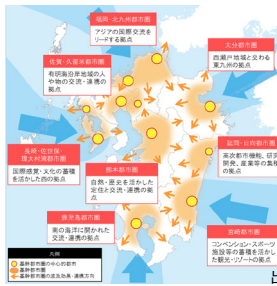 福岡・北九州都市圏
アジアの国際交流を
リードする拠点
大分都市圏
西瀬戸地域と交わる
東九州の拠点
佐賀・久留米都市圏
有明海沿岸地域の人
や物の交流・連携の
拠点
長崎・佐世保・
環大村湾都市圏
国際感覚・文化の蓄積
を活かした西の拠点
延岡・日向都市圏
高次都市機能、研究
開発、産業等の集積
の拠点
熊本都市圏
自然・歴史を活かした
定住と交流・連携の拠
点
鹿児島都市圏
南の海洋に開かれた
交流・連携の拠点
宮崎都市圏
コンベンション・スポーツ
施設等の蓄積を活かし
た観光・リゾートの拠点
凡例
基幹都市圏の中心的都市
基幹都市圏
基幹都市圏の波及効果・連携方向